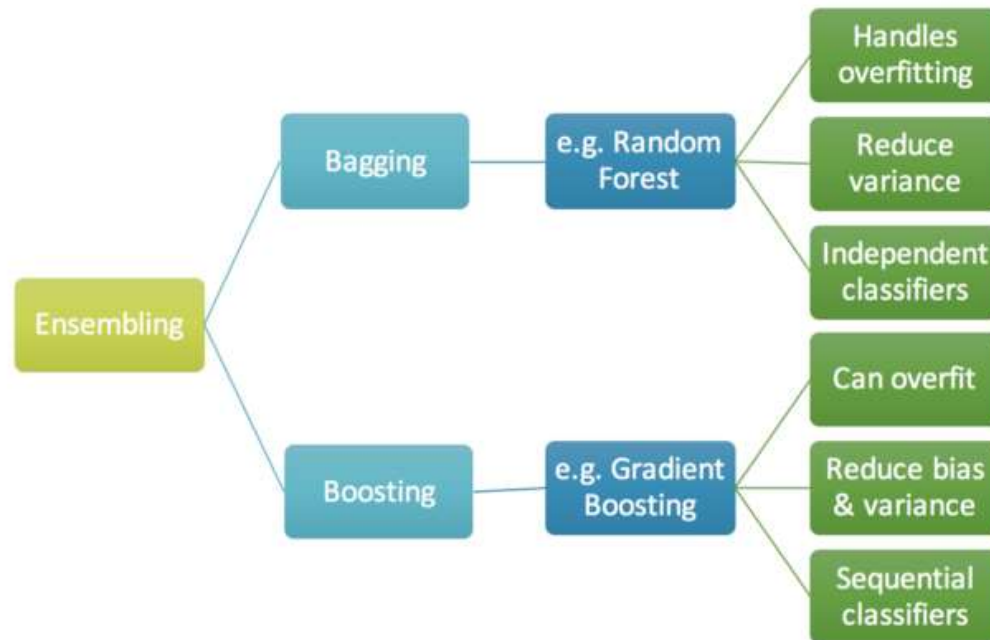 Ensembling
Bagging
e.g. Random
Forest
Handles
overfitting
Reduce
variance
Independent
classifiers
Boosting
e.g. Gradient
Boosting
Can overfit
Reduce bias
& variance
Sequential
classifiers